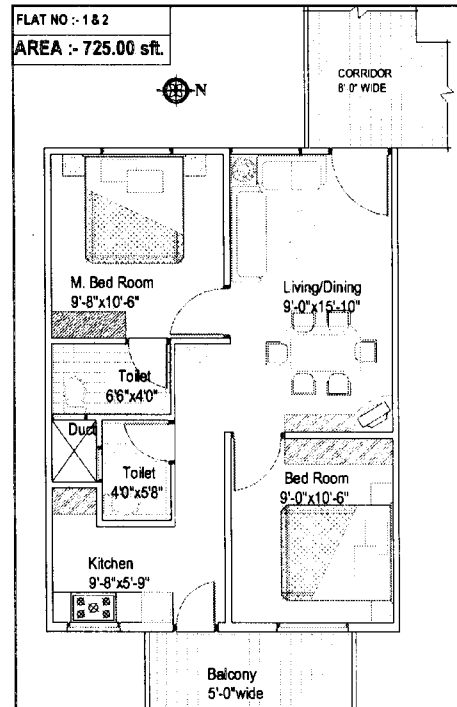 FLAT NO :- 1 & 2
AREA :- 725.00 sft.
N
CORRIDOR
8'0" WIDE
M. Bed Room
9'-8"x10'-6"
Living/Dining
9'-0"x15'-10"
Toilet
6'6"x4'0"
Duct
Toilet
4'0"x5'8"
Bed Room
9'-0"x10'-6"
Kitchen
9'-8"x5'-9"
Balcony
5'-0"wide